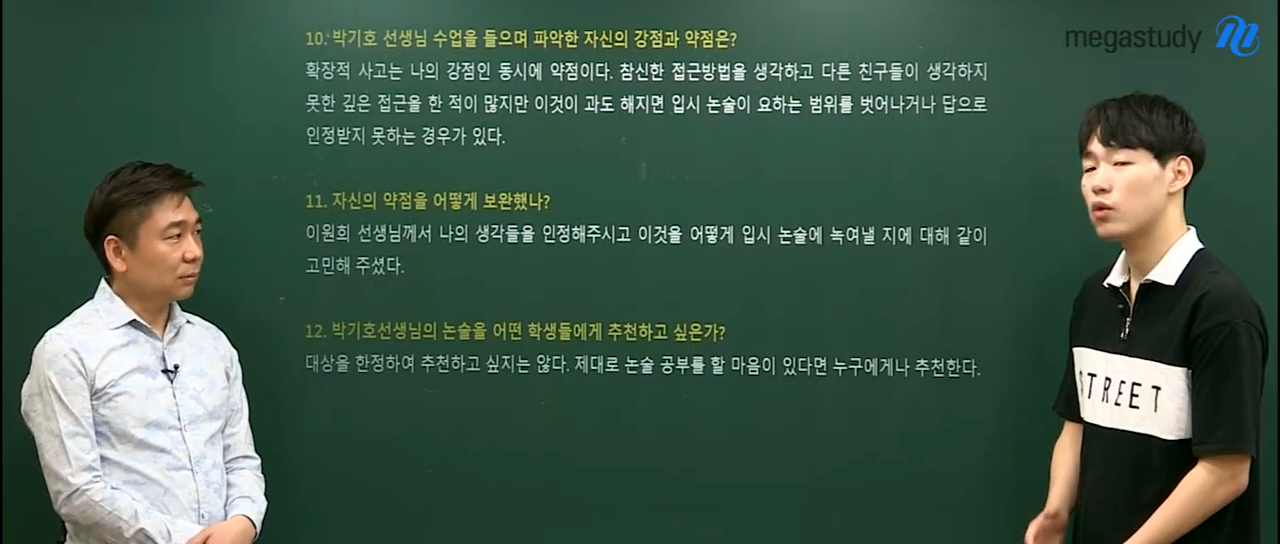 megastudy
10. 박기호 선생님 수업을 들으며 파악한 자신의 강점과 약점은?
확장적 사고는 나의 강점인 동시에 약점이다. 참신한 접근방법을 생각하고 다른 친구들이 생각하지
못한 깊은 접근을 한 적이 많지만 이것이 과도 해지면 입시 논술이 요하는 범위를 벗어나거나 답으로
인정받지 못하는 경우가 있다.
11. 자신의 약점을 어떻게 보완했나?
이원희 선생님께서 나의 생각들을 인정해주시고 이것을 어떻게 입시 논술에 녹여낼 지에 대해 같이
고민해 주셨다.
12. 박기호선생님의 논술을 어떤 학생들에게 추천하고 싶은가?
대상을 한정하여 추천하고 싶지는 않다. 제대로 논술 공부를 할 마음이 있다면 누구에게나 추천한다.
STREET